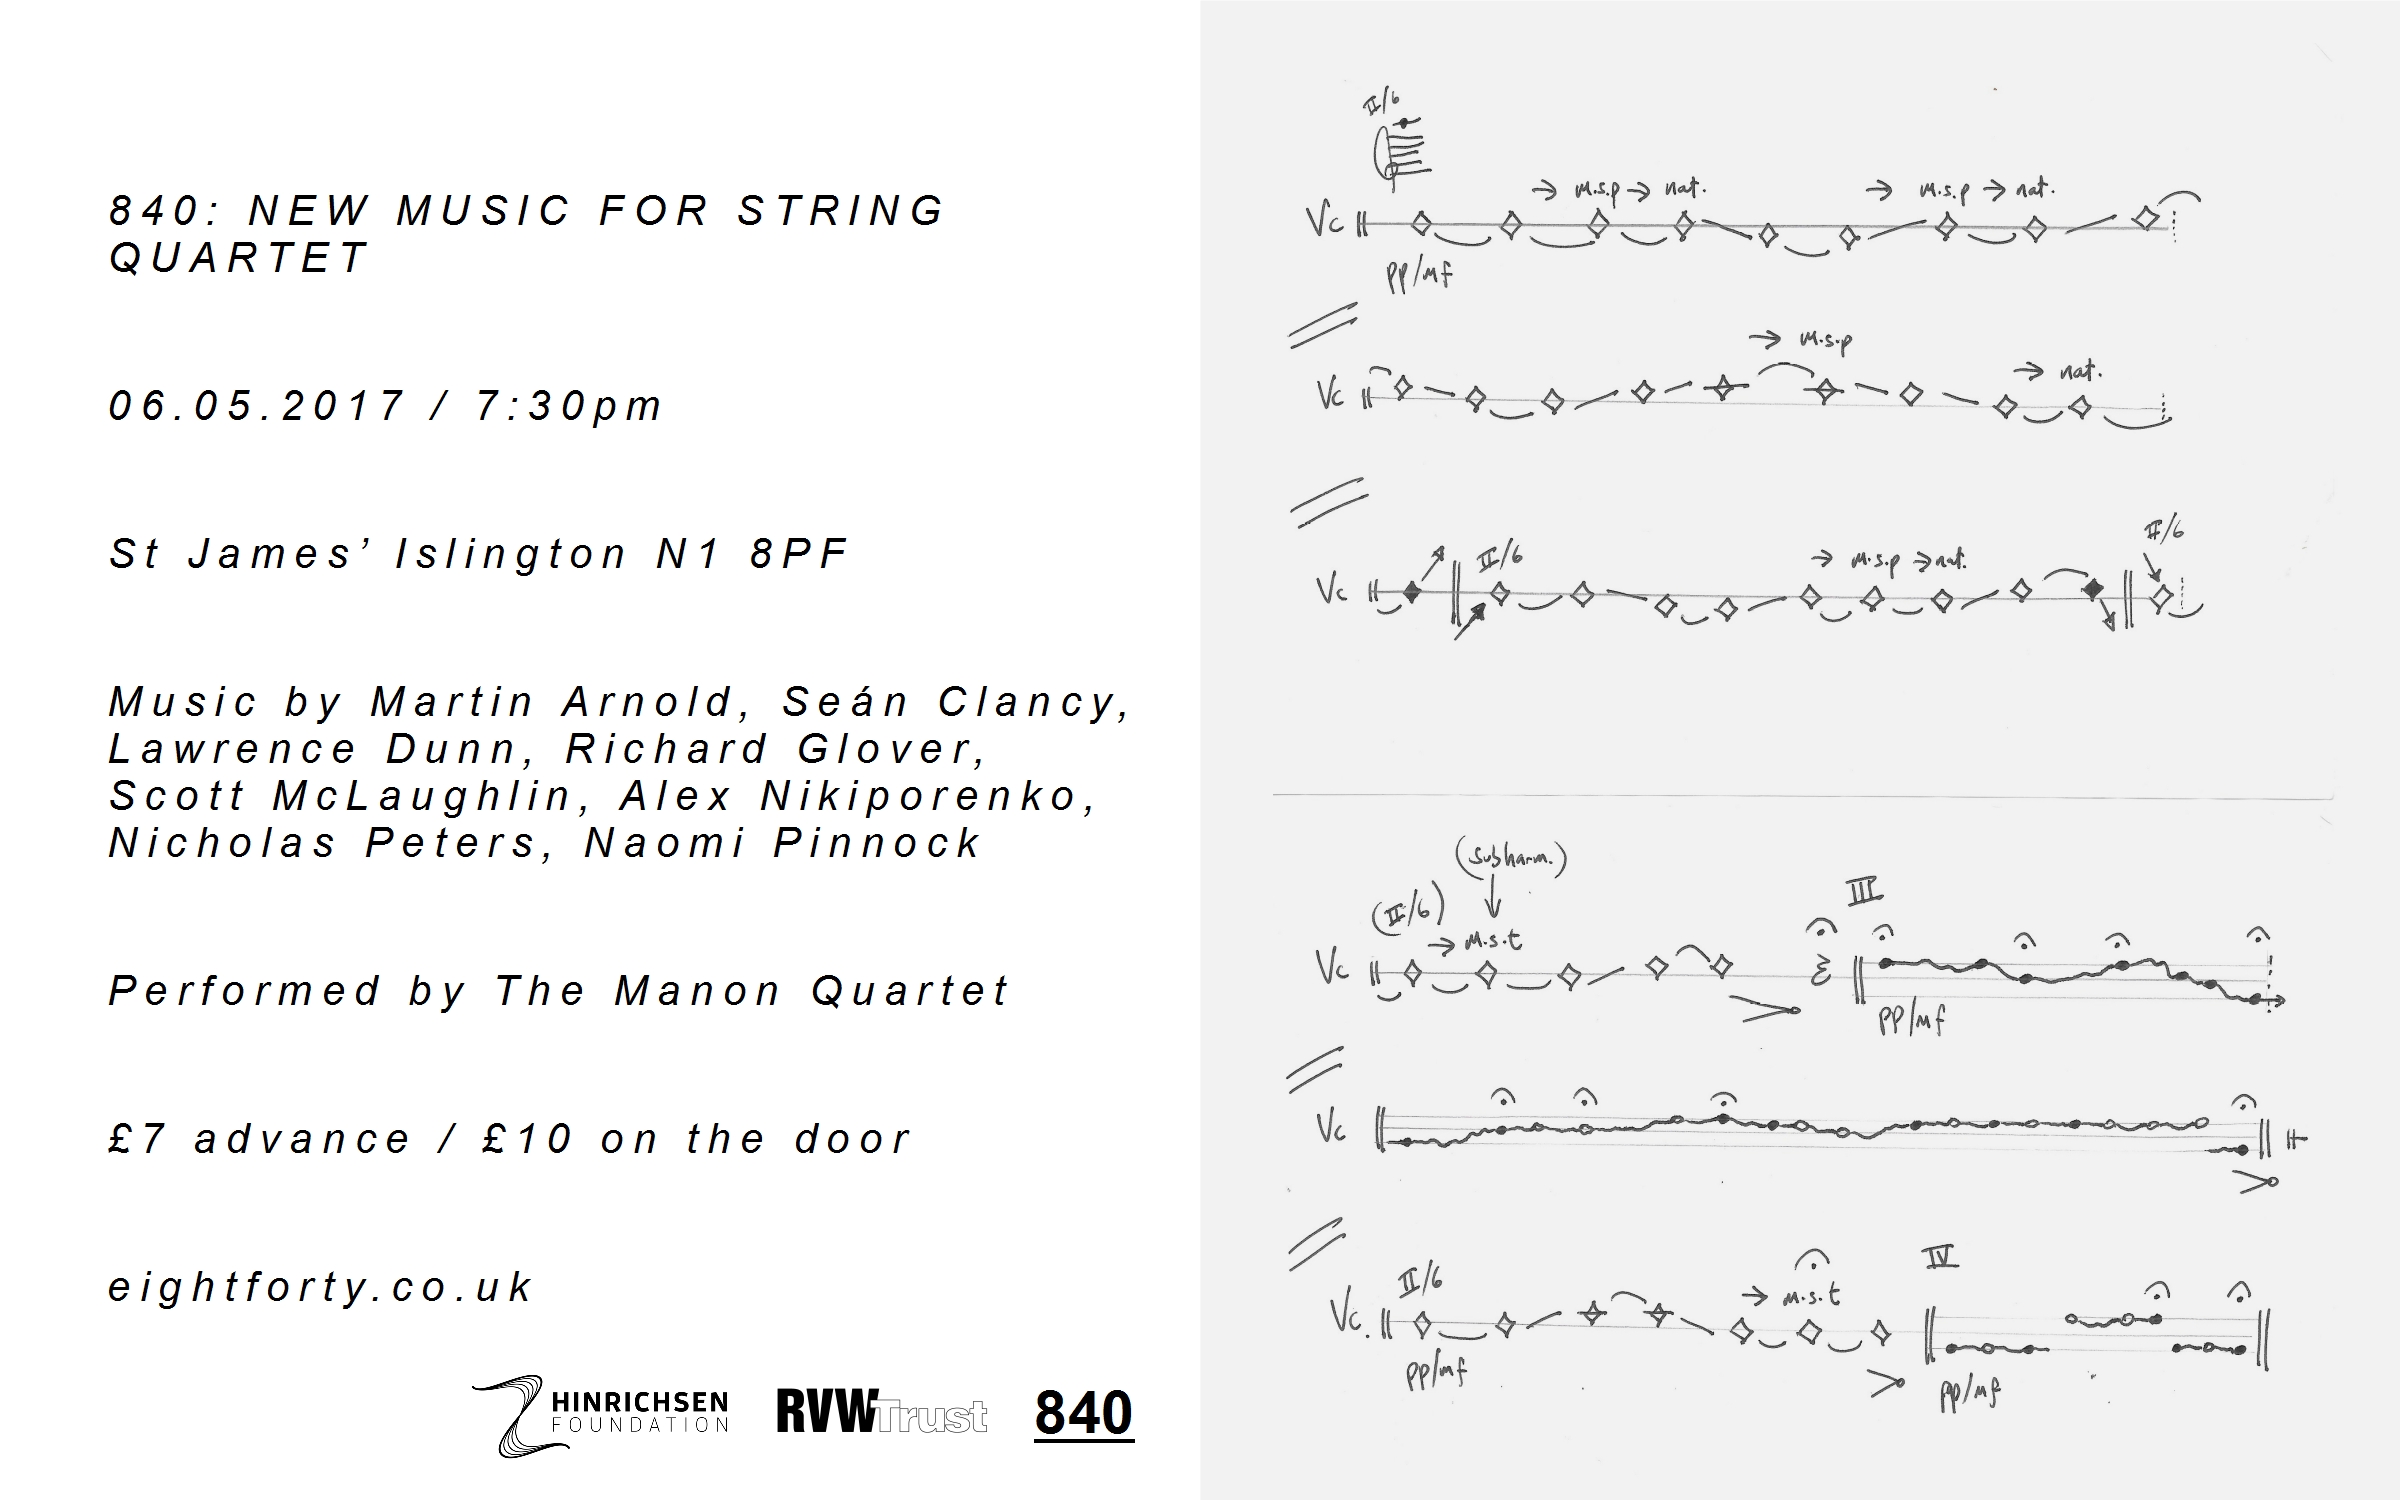 840: NEW MUSIC FOR STRING
QUARTET
06.05.2017 / 7:30pm
St James’ Islington N1 8PF
Music by Martin Arnold, Seán Clancy,
Lawrence Dunn, Richard Glover,
Scott McLaughlin, Alex Nikiporenko,
Nicholas Peters, Naomi Pinnock
Performed by The Manon Quartet
£7 advance / £10 on the door
eightforty.co.uk
HINRICHSEN
FOUNDATION
RVWTrust
840
II/6
→ m.s.p → nat. → m.s.p → nat.
Vc
pp/mf
→ m.s.p
→ nat.
Vc
II/6
II/6 → m.s.p → nat.
Vc
(subharm.)
(II/6) III
→ m.s.t
Vc
pp/mf
Vc
IV
II/6 → m.s.t
Vc.
pp/mf pp/mf